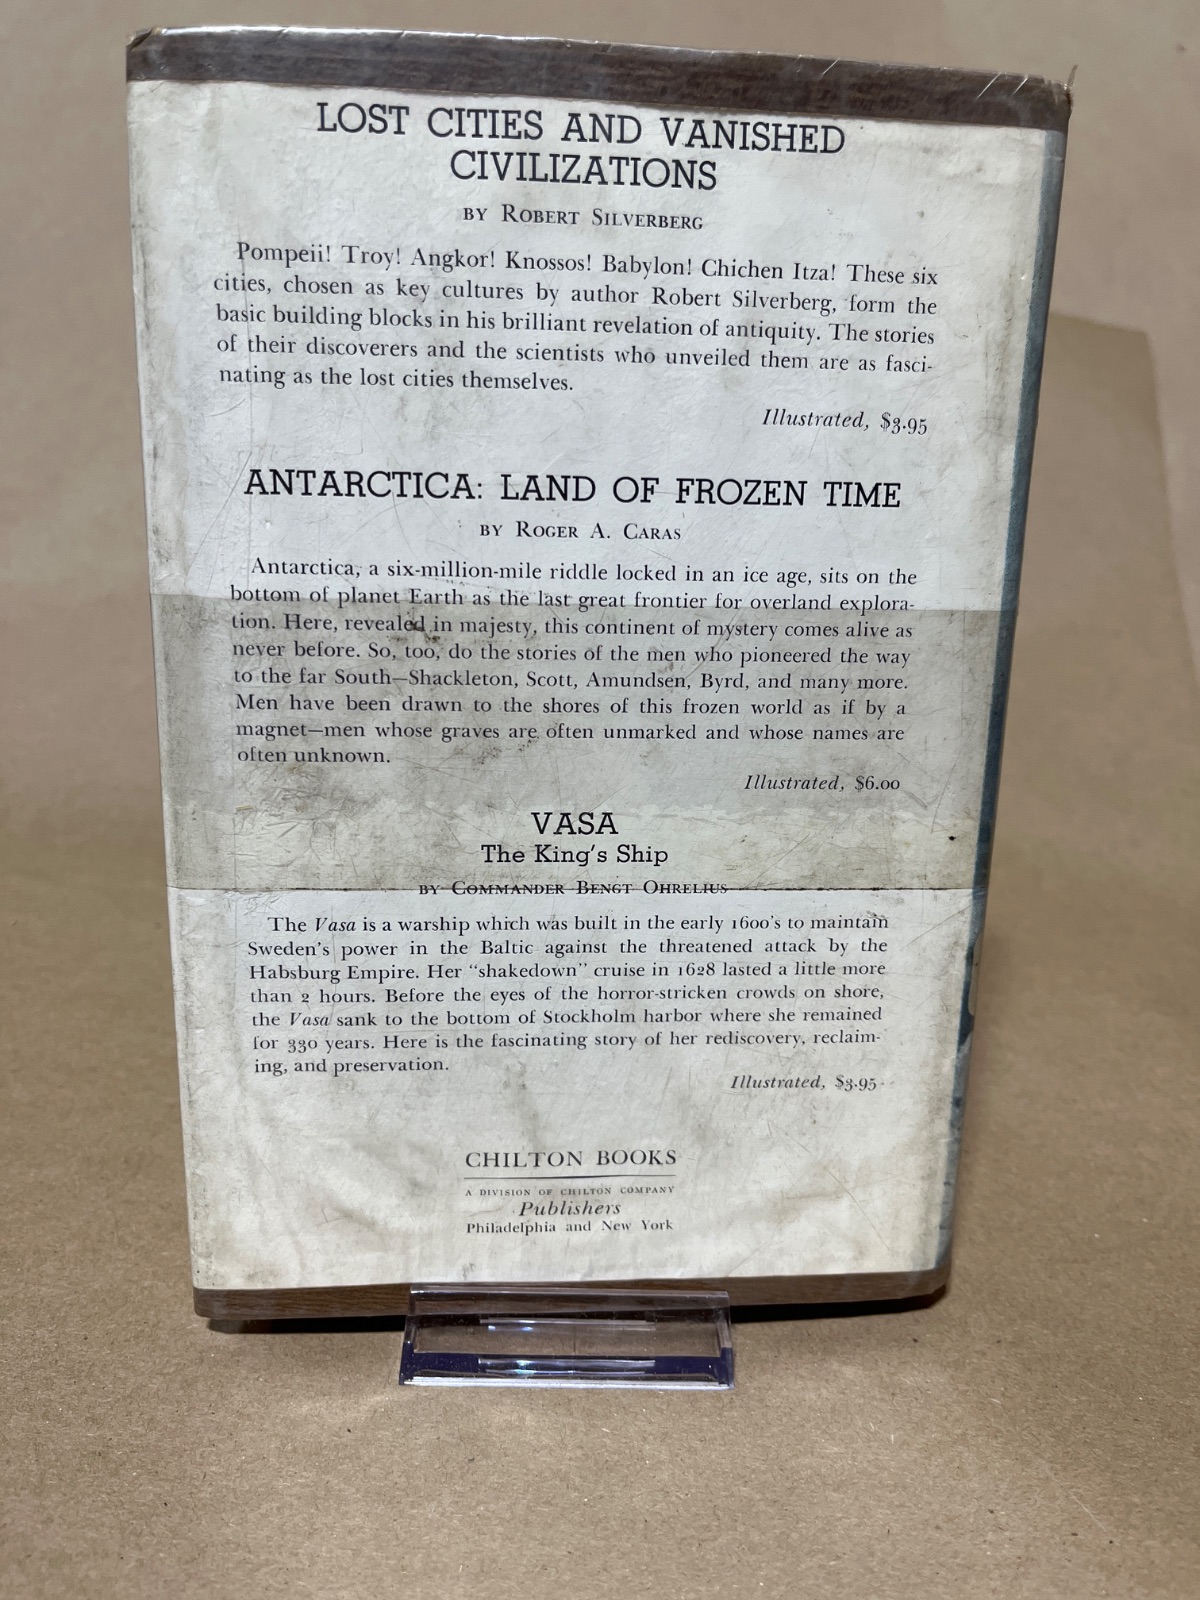 LOST CITIES AND VANISHED
CIVILIZATIONS
BY ROBERT SILVERBERG
Pompeii! Troy! Angkor! Knossos! Babylon! Chichen Itza! These six
cities, chosen as key cultures by author Robert Silverberg, form the
basic building blocks in his brilliant revelation of antiquity. The stories
of their discoverers and the scientists who unveiled them are as fasci-
nating as the lost cities themselves.
Illustrated, $3.95
ANTARCTICA: LAND OF FROZEN TIME
BY ROGER A. CARAS
Antarctica, a six-million-mile riddle locked in an ice age, sits on the
bottom of planet Earth as the last great frontier for overland explora-
tion. Here, revealed in majesty, this continent of mystery comes alive as
never before. So, too, do the stories of the men who pioneered the way
to the far South—Shackleton, Scott, Amundsen, Byrd, and many more.
Men have been drawn to the shores of this frozen world as if by a
magnet—men whose graves are often unmarked and whose names are
often unknown.
Illustrated, $6.00
VASA
The King's Ship
BY COMMANDER BENGT OHRELIUS
The Vasa is a warship which was built in the early 1600's to maintain
Sweden's power in the Baltic against the threatened attack by the
Habsburg Empire. Her "shakedown" cruise in 1628 lasted a little more
than 2 hours. Before the eyes of the horror-stricken crowds on shore,
the Vasa sank to the bottom of Stockholm harbor where she remained
for 330 years. Here is the fascinating story of her rediscovery, reclaim-
ing, and preservation.
Illustrated, $3.95
CHILTON BOOKS
A DIVISION OF CHILTON COMPANY
Publishers
Philadelphia and New York